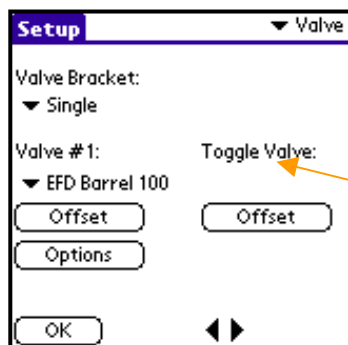 Setup Valve
Valve Bracket:
Single
Valve #1: Toggle Valve:
EFD Barrel 100
Offset Offset
Options
OK